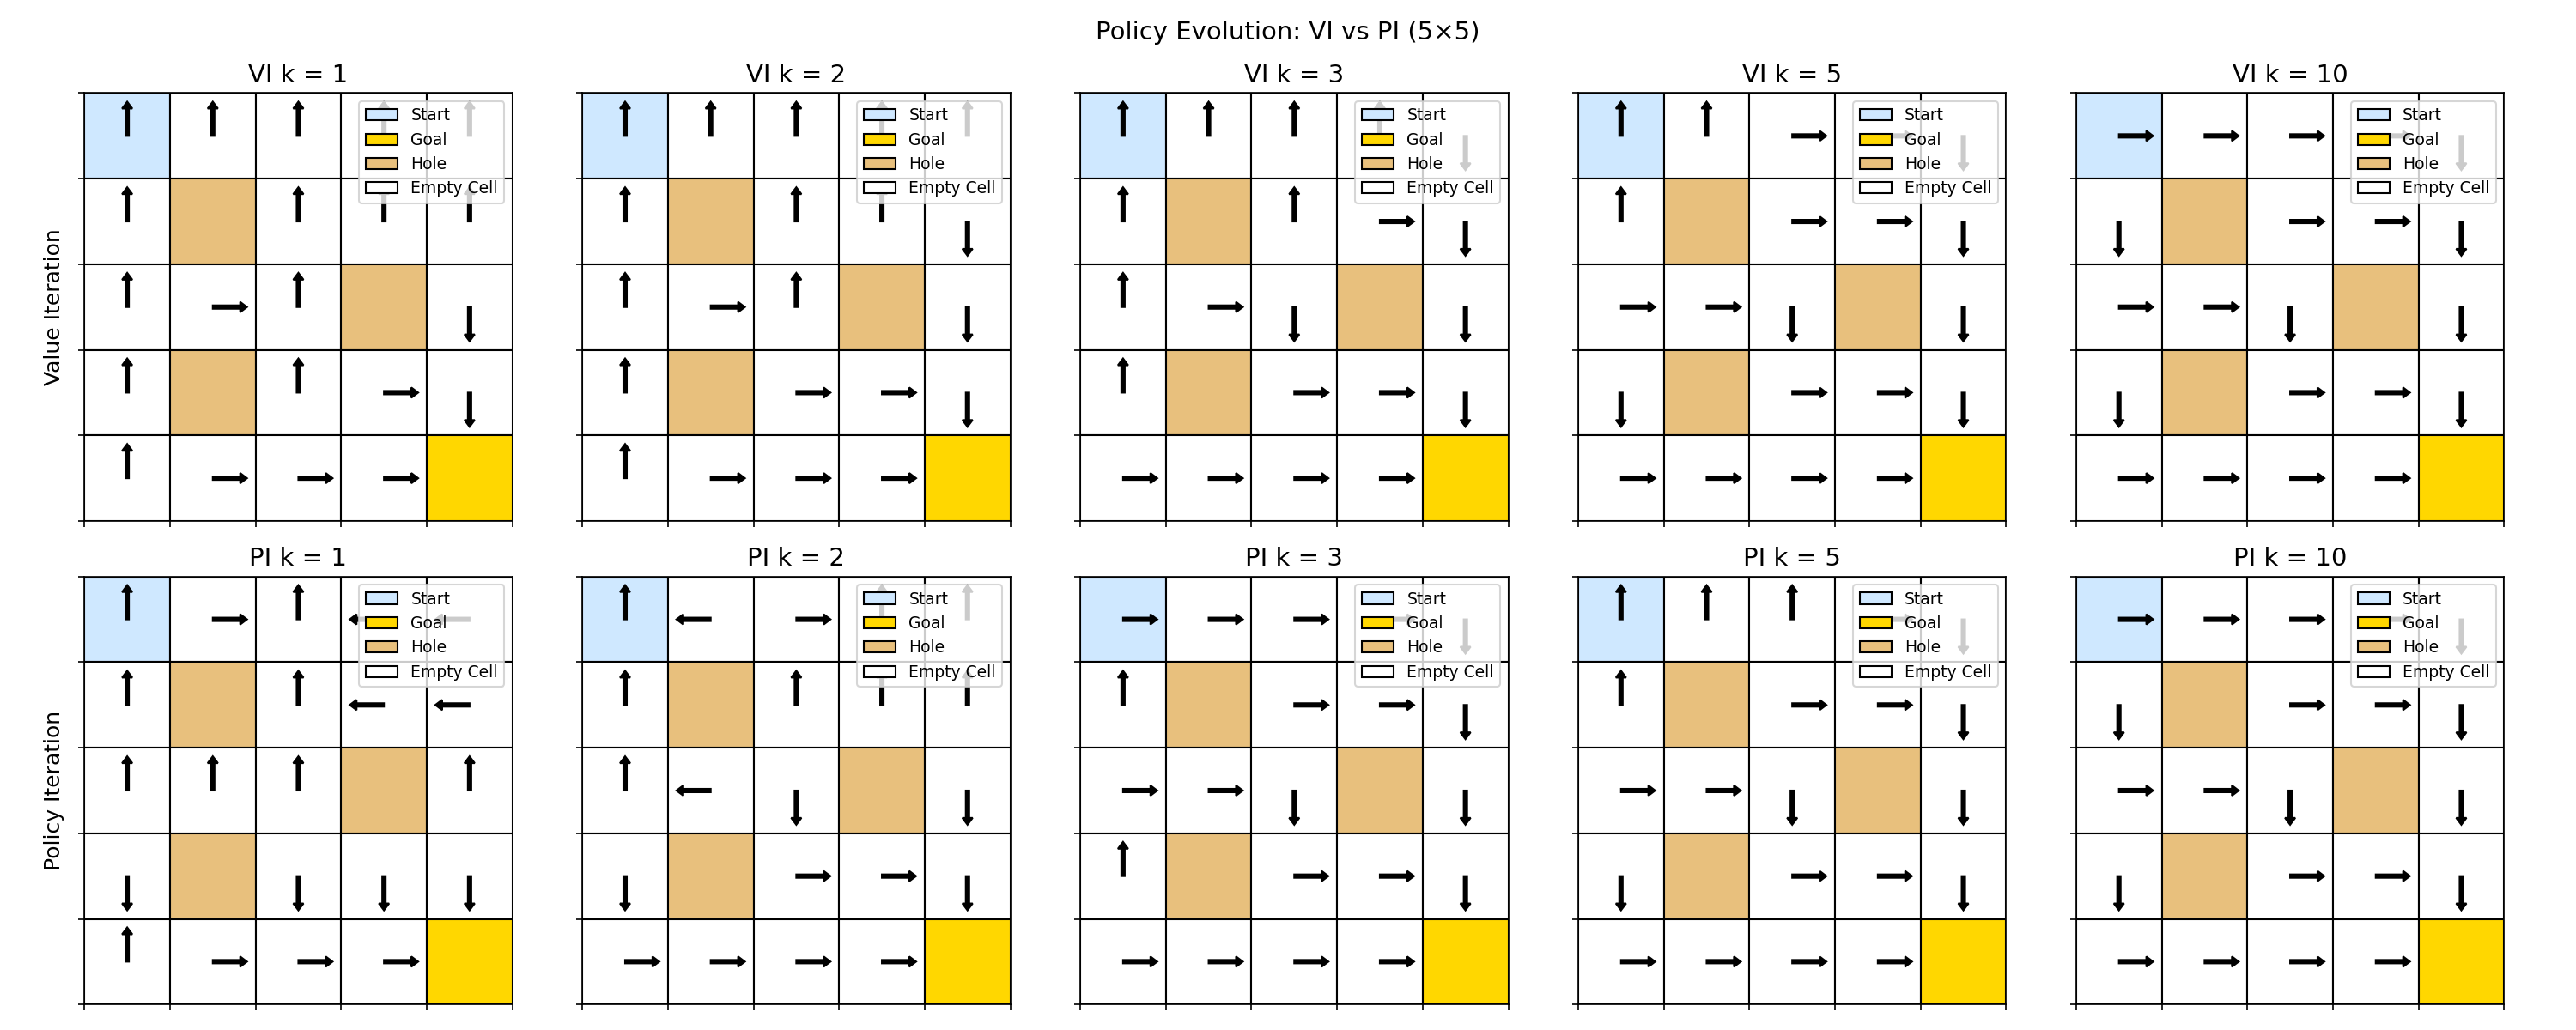 Policy Evolution: VI vs PI (5×5)
VI k = 1
VI k = 2
VI k = 3
VI k = 5
VI k = 10
Value Iteration
Start
Goal
Hole
Empty Cell
Start
Goal
Hole
Empty Cell
Start
Goal
Hole
Empty Cell
Start
Goal
Hole
Empty Cell
Start
Goal
Hole
Empty Cell
PI k = 1
PI k = 2
PI k = 3
PI k = 5
PI k = 10
Policy Iteration
Start
Goal
Hole
Empty Cell
Start
Goal
Hole
Empty Cell
Start
Goal
Hole
Empty Cell
Start
Goal
Hole
Empty Cell
Start
Goal
Hole
Empty Cell